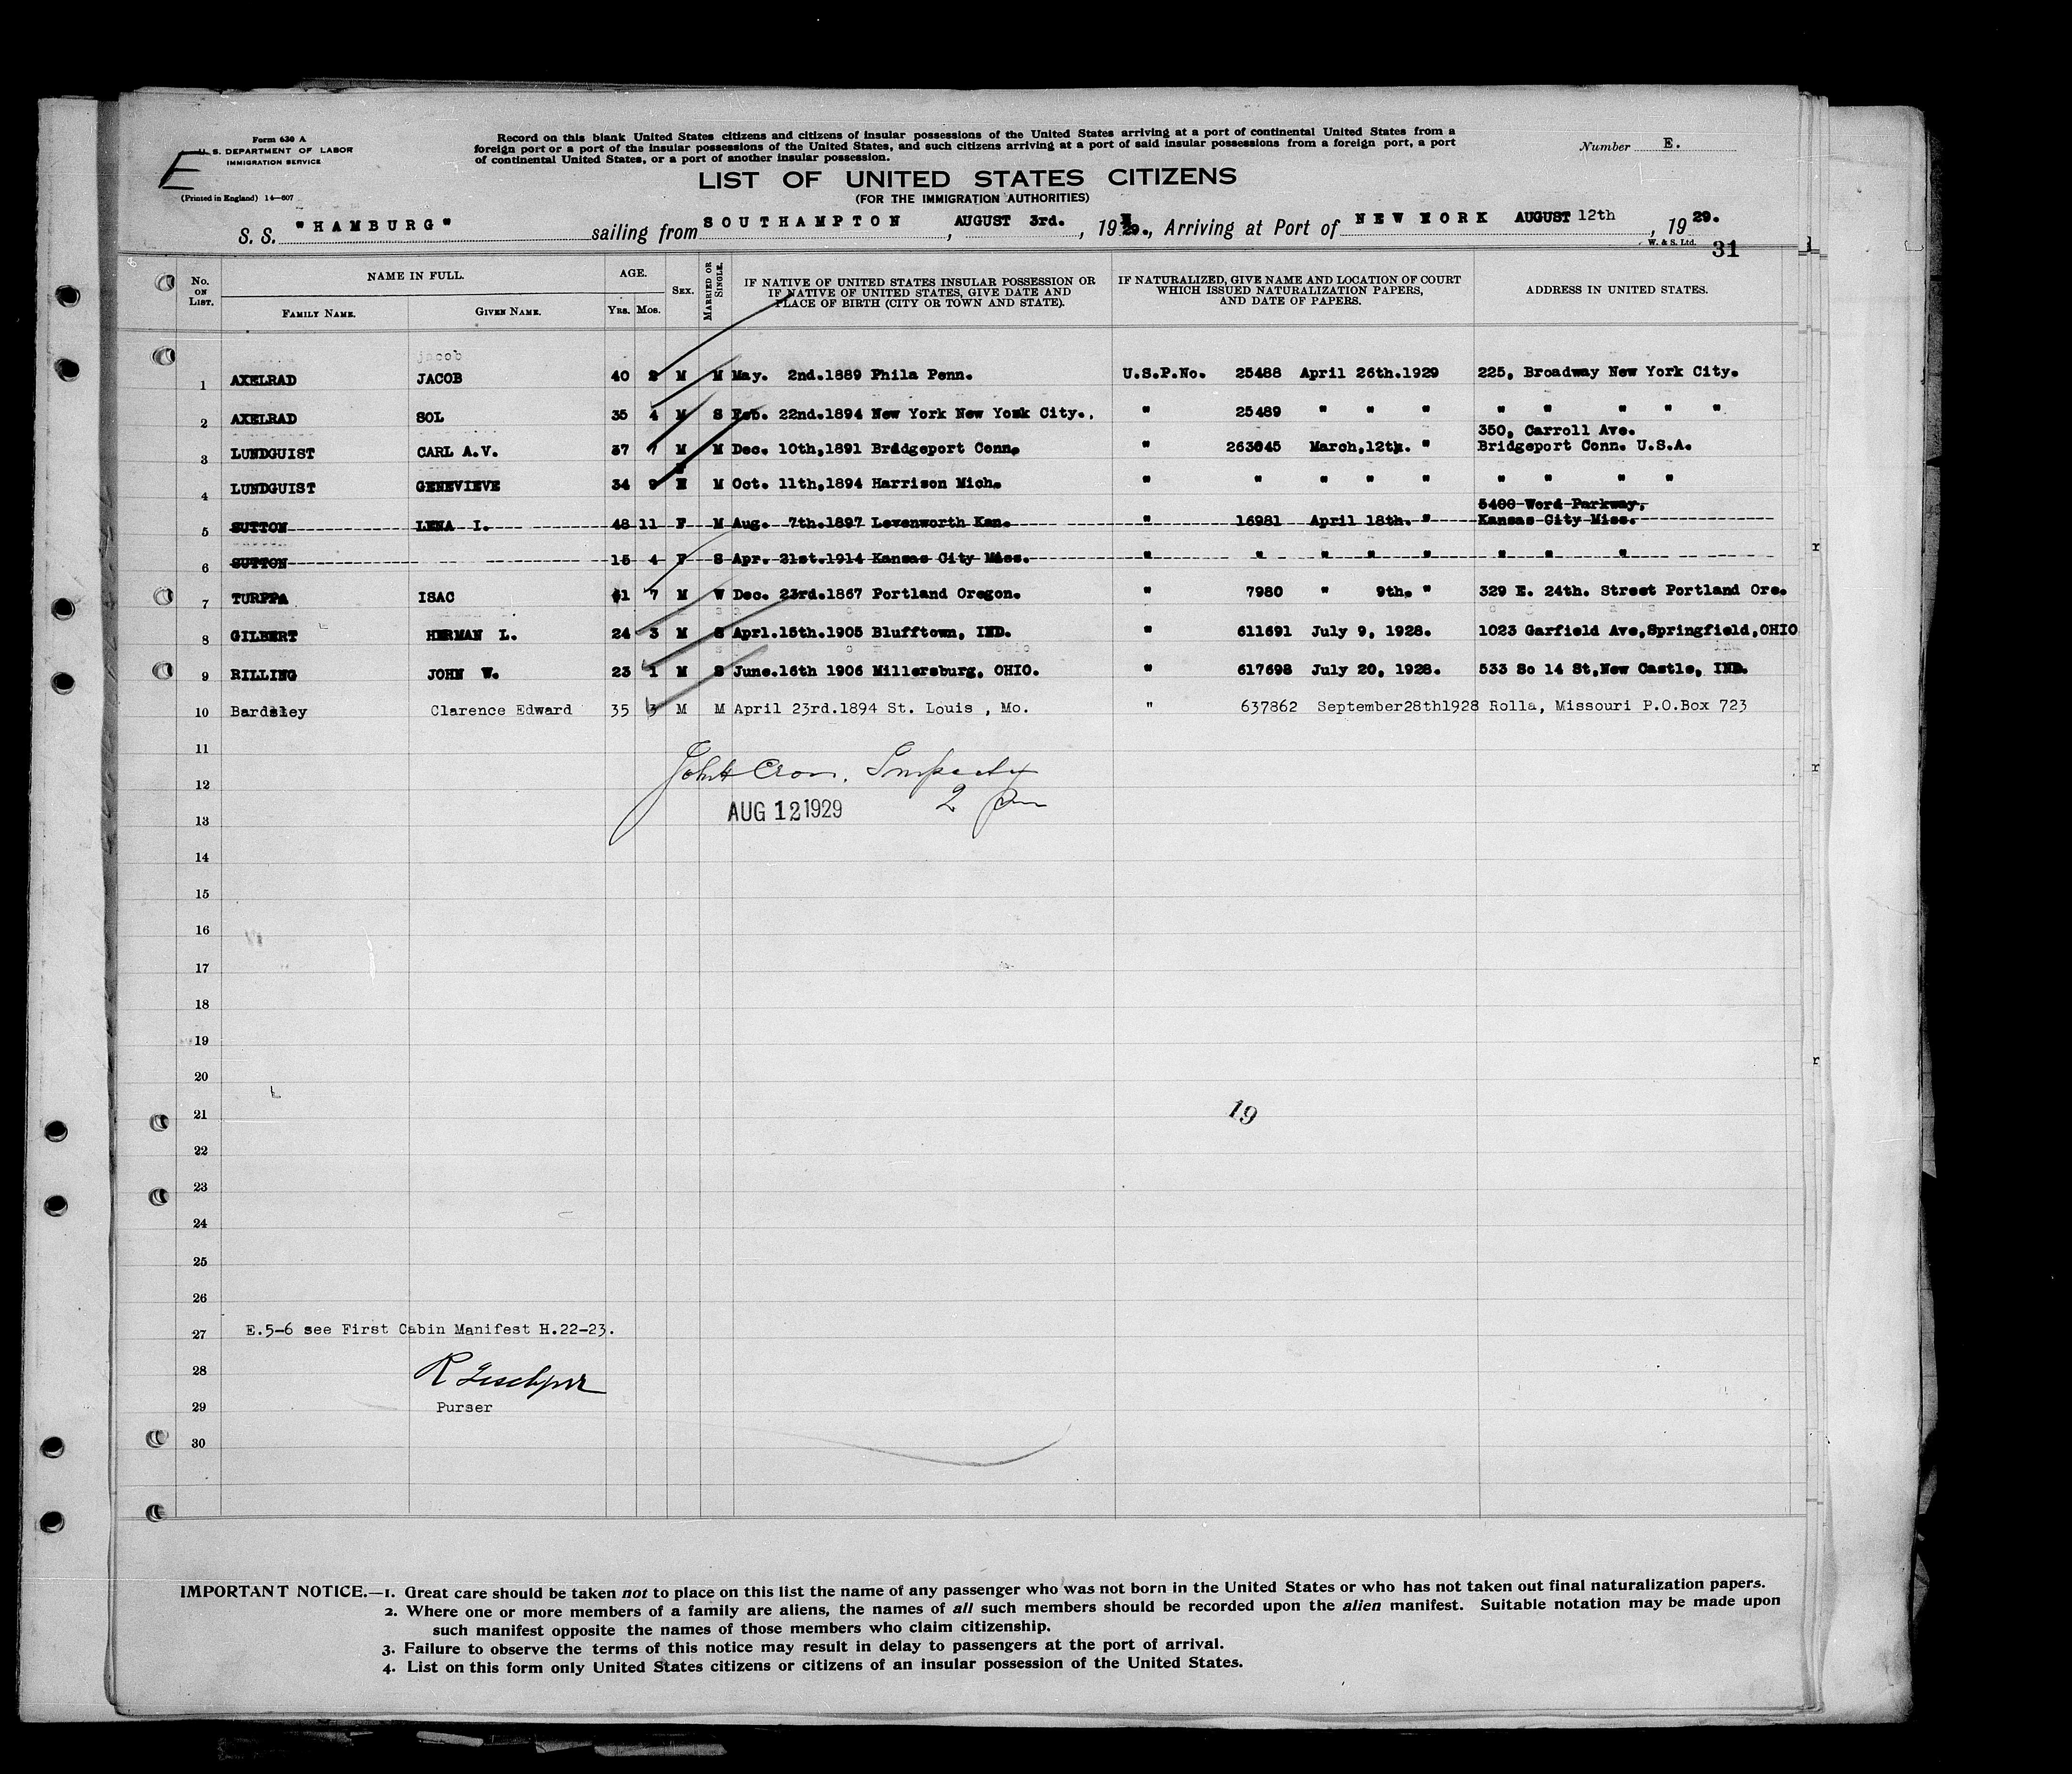 Form 630 A
U. S. DEPARTMENT OF LABOR
IMMIGRATION SERVICE
E
(Printed in England) 14—607
Record on this blank United States citizens and citizens of insular possessions of the United States arriving at a port of continental United States from a
foreign port or a port of the insular possessions of the United States, and such citizens arriving at a port of said insular possessions from a foreign port, a port
of continental United States, or a port of another insular possession.
Number E.
LIST OF UNITED STATES CITIZENS
(FOR THE IMMIGRATION AUTHORITIES)
S. S. "HAMBURG" sailing from SOUTHAMPTON, AUGUST 3rd., 1929., Arriving at Port of NEW YORK AUGUST 12th, 1929.
W. & S. Ltd. 31
No. ON LIST. NAME IN FULL. AGE. SEX. MARRIED OR SINGLE. IF NATIVE OF UNITED STATES INSULAR POSSESSION OR IF NATIVE OF UNITED STATES, GIVE DATE AND PLACE OF BIRTH (CITY OR TOWN AND STATE). IF NATURALIZED, GIVE NAME AND LOCATION OF COURT WHICH ISSUED NATURALIZATION PAPERS, AND DATE OF PAPERS. ADDRESS IN UNITED STATES.
FAMILY NAME. GIVEN NAME. YRS. MOS.
jacob
1 AXELRAD JACOB 40 2 M M May. 2nd.1889 Phila Penn. U.S.P.No. 25488 April 26th.1929 225, Broadway New York City.
2 AXELRAD SOL 35 4 M S Feb. 22nd.1894 New York New York City., " 25489 " " " " " " " "
350, Carroll Ave.
3 LUNDGUIST CARL A.V. 37 7 M M Dec. 10th,1891 Bridgeport Conn. " 263045 March,12th. " Bridgeport Conn. U.S.A.
4 LUNDGUIST GENEVIEVE 34 9 F M Oct. 11th,1894 Harrison Mich. " " " " " " " " "
5400 Word Parkway,
5 SUTTON LENA I. 48 11 F M Aug. 7th.1897 Levenworth Kan. " 16981 April 18th. " Kansas City Miss.
6 SUTTON 15 4 F S Apr. 21st.1914 Kansas City Miss. " " " " " " " "
7 TURPPA ISAC 61 7 M W Dec. 23rd.1867 Portland Oregon. " 7980 " 9th. " 329 E. 24th. Street Portland Ore.
8 GILBERT HERMAN L. 24 3 M S Aprl.15th.1905 Blufftown, IND. " 611691 July 9, 1928. 1023 Garfield Ave,Springfield,OHIO
9 RILLING JOHN W. 23 1 M S June.16th 1906 Millersburg, OHIO. " 617698 July 20, 1928. 533 So 14 St,New Castle, IND.
10 Bardsley Clarence Edward 35 3 M M April 23rd.1894 St. Louis , Mo. " 637862 September28th1928 Rolla, Missouri P.O.Box 723
11
12
2 pm
AUG 12 1929
13
14
15
16
17
18
19
20
21
19
22
23
24
25
26
27 E.5-6 see First Cabin Manifest H.22-23.
28
29 Purser
30
IMPORTANT NOTICE.—1. Great care should be taken not to place on this list the name of any passenger who was not born in the United States or who has not taken out final naturalization papers.
2. Where one or more members of a family are aliens, the names of all such members should be recorded upon the alien manifest. Suitable notation may be made upon
such manifest opposite the names of those members who claim citizenship.
3. Failure to observe the terms of this notice may result in delay to passengers at the port of arrival.
4. List on this form only United States citizens or citizens of an insular possession of the United States.